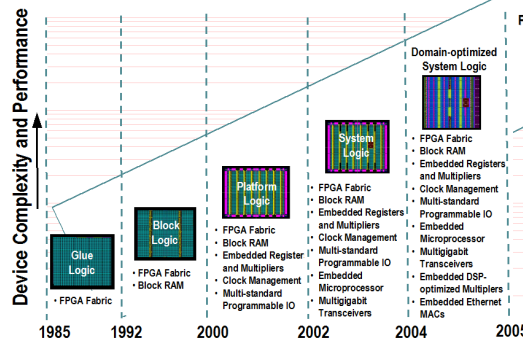 Device Complexity and Performance
F
Glue
Logic
• FPGA Fabric
Block
Logic
• FPGA Fabric
• Block RAM
Platform
Logic
• FPGA Fabric
• Block RAM
• Embedded Register
and Multipliers
• Clock Management
• Multi-standard
Programmable IO
System
Logic
• FPGA Fabric
• Block RAM
• Embedded Registers
and Multipliers
• Clock Management
• Multi-standard
Programmable IO
• Embedded
Microprocessor
• Multigigabit
Transceivers
Domain-optimized
System Logic
• FPGA Fabric
• Block RAM
• Embedded Registers
and Multipliers
• Clock Management
• Multi-standard
Programmable IO
• Embedded
Microprocessor
• Multigigabit
Transceivers
• Embedded DSP-
optimized Multiplers
• Embedded Ethernet
MACs
1985 1992 2000 2002 2004 2005